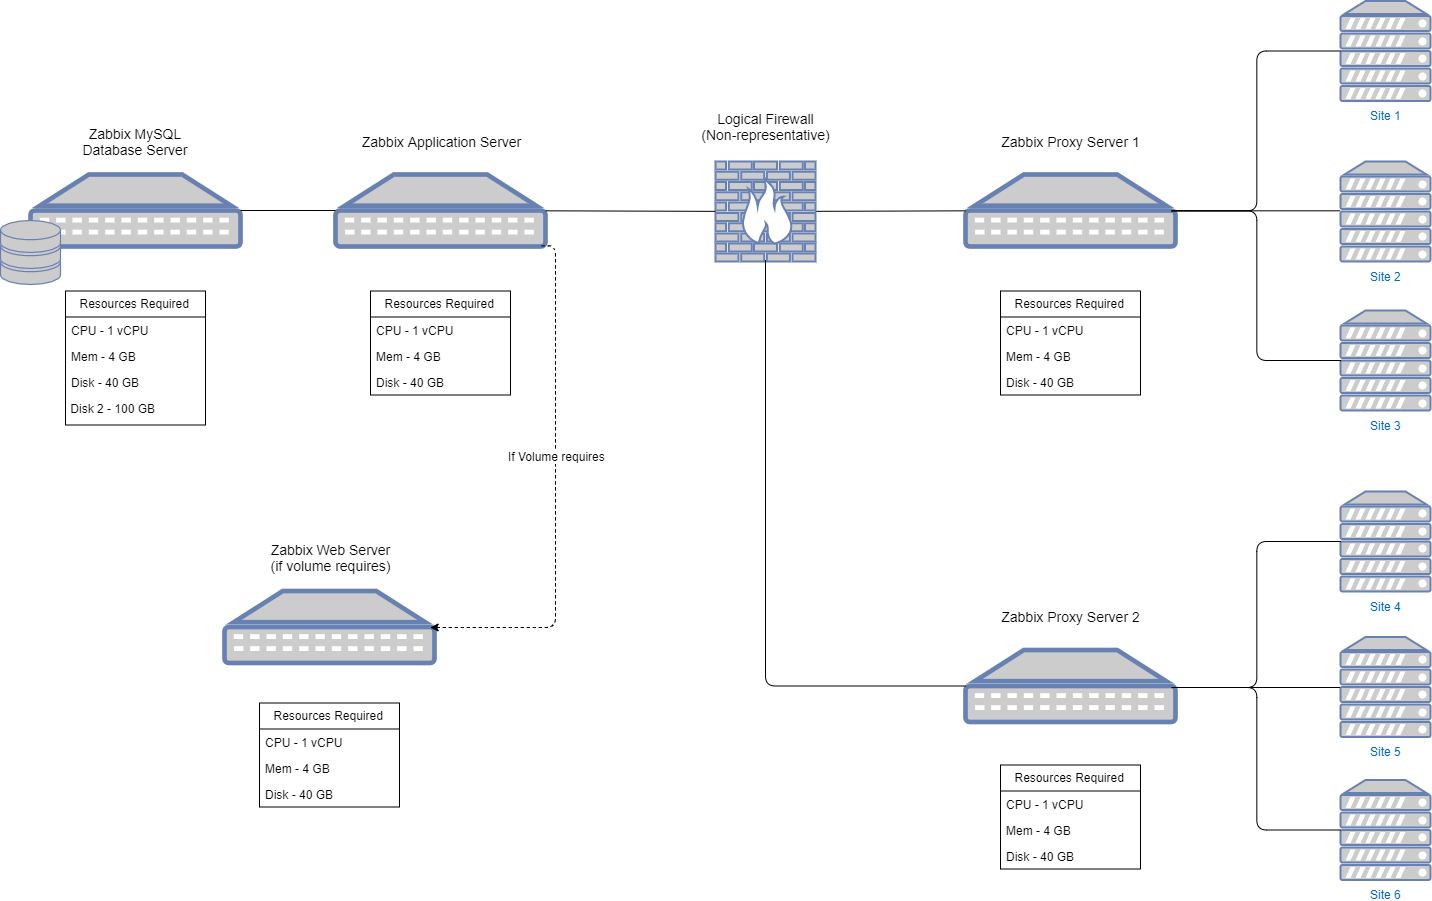 Zabbix MySQL
Database Server
Resources Required
CPU - 1 vCPU
Mem - 4 GB
Disk - 40 GB
Disk 2 - 100 GB
Zabbix Application Server
Resources Required
CPU - 1 vCPU
Mem - 4 GB
Disk - 40 GB
If Volume requires
Zabbix Web Server
(if volume requires)
Resources Required
CPU - 1 vCPU
Mem - 4 GB
Disk - 40 GB
Logical Firewall
(Non-representative)
Zabbix Proxy Server 1
Resources Required
CPU - 1 vCPU
Mem - 4 GB
Disk - 40 GB
Site 1
Site 2
Site 3
Zabbix Proxy Server 2
Resources Required
CPU - 1 vCPU
Mem - 4 GB
Disk - 40 GB
Site 4
Site 5
Site 6